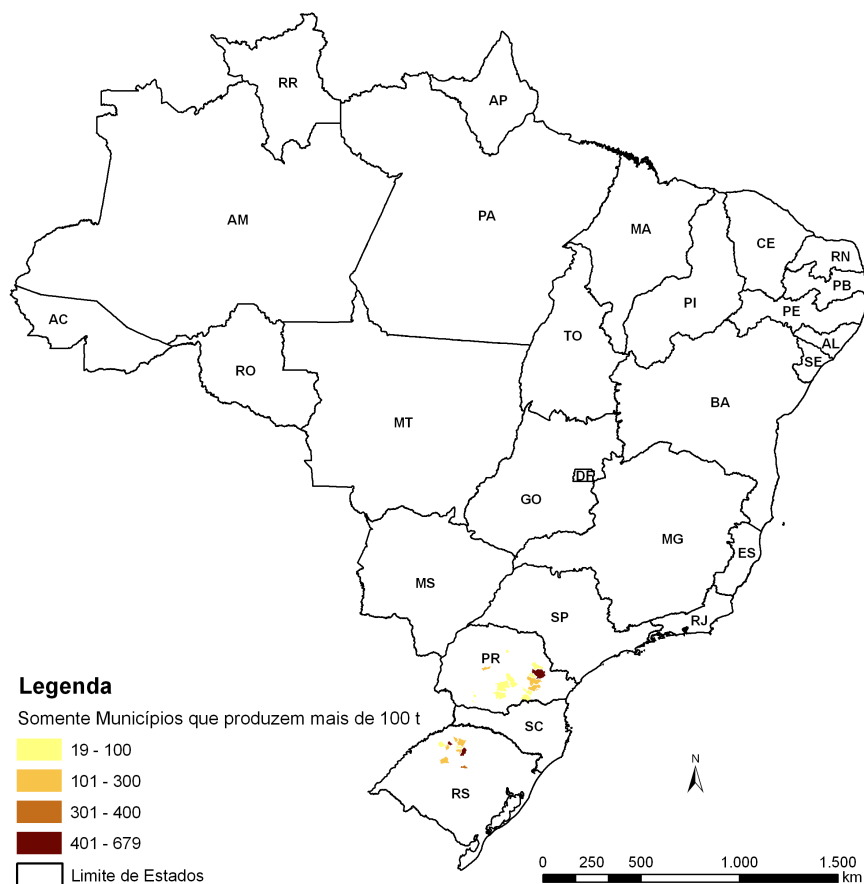 RR
AP
AM
PA
MA
CE
RN
PB
PE
PI
AL
SE
AC
TO
RO
BA
MT
DF
GO
MG
ES
MS
SP
RJ
PR
SC
RS
Legenda
Somente Municípios que produzem mais de 100 t
19 - 100
101 - 300
301 - 400
401 - 679
Limite de Estados
N
0 250 500 1.000 1.500
km